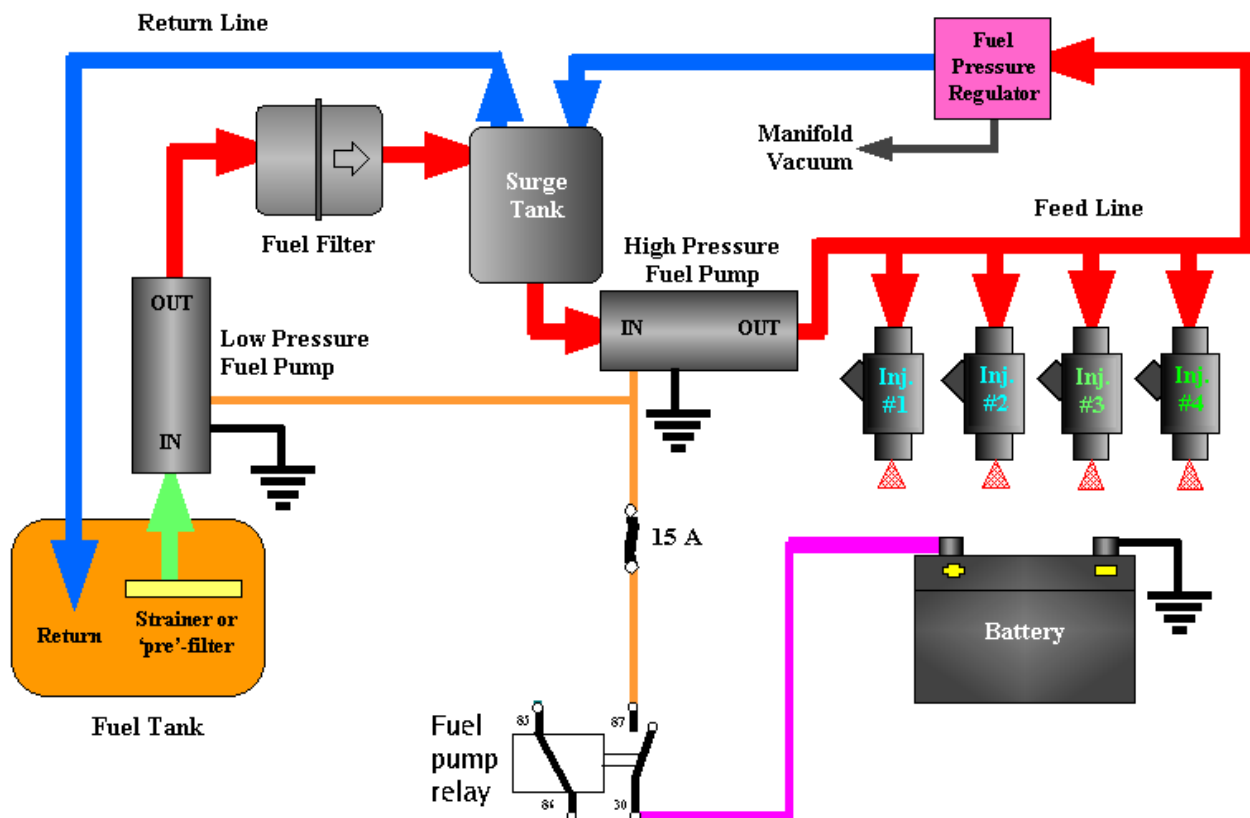 Return Line
Fuel
Pressure
Regulator
Manifold
Vacuum
Surge
Tank
Feed Line
Fuel Filter
High Pressure
Fuel Pump
OUT
IN
OUT
Low Pressure
Fuel Pump
IN
Inj.
#1
Inj.
#2
Inj.
#3
Inj.
#4
15 A
Strainer or
'pre'-filter
Return
Battery
Fuel Tank
Fuel
pump
relay
85
87
86
30